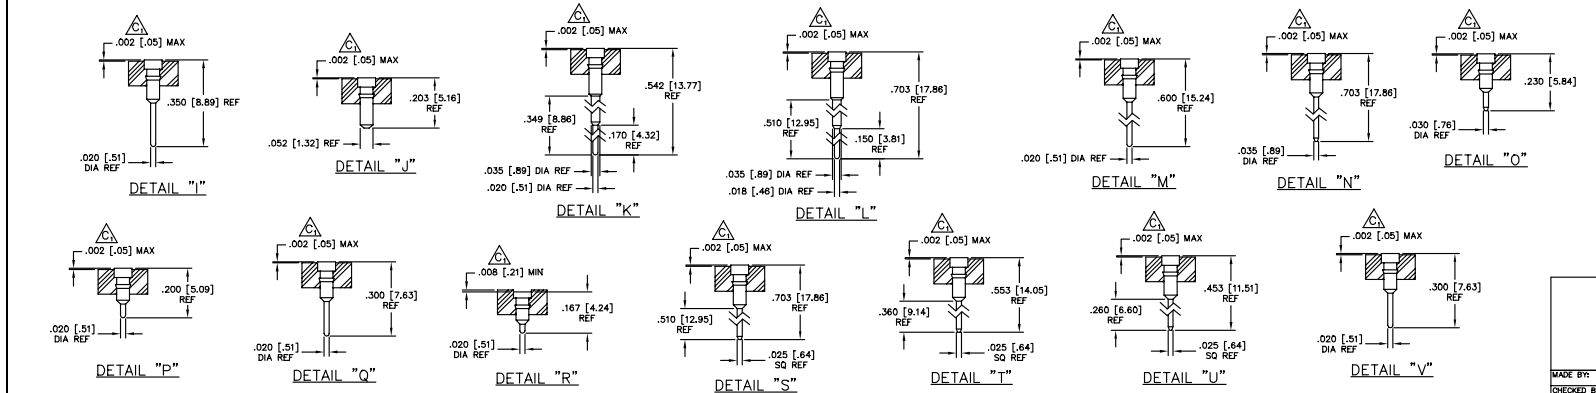 C1
.002 [.05] MAX
.350 [8.89] REF
.020 [.51]
DIA REF
DETAIL "I"
C1
.002 [.05] MAX
.203 [5.16]
REF
.052 [1.32] REF
DETAIL "J"
C1
.002 [.05] MAX
.542 [13.77]
REF
.349 [8.86]
REF
.170 [4.32]
REF
.035 [.89] DIA REF
.020 [.51] DIA REF
DETAIL "K"
C1
.002 [.05] MAX
.703 [17.86]
REF
.510 [12.95]
REF
.150 [3.81]
REF
.035 [.89] DIA REF
.018 [.46] DIA REF
DETAIL "L"
C1
.002 [.05] MAX
.600 [15.24]
REF
.020 [.51] DIA REF
DETAIL "M"
C1
.002 [.05] MAX
.703 [17.86]
REF
.035 [.89]
DIA REF
DETAIL "N"
C1
.002 [.05] MAX
.230 [5.84]
REF
.030 [.76]
DIA REF
DETAIL "O"
C1
.002 [.05] MAX
.200 [5.09]
REF
.020 [.51]
DIA REF
DETAIL "P"
C1
.002 [.05] MAX
.300 [7.63]
REF
.020 [.51]
DIA REF
DETAIL "Q"
C1
.008 [.21] MIN
.167 [4.24]
REF
.020 [.51]
DIA REF
DETAIL "R"
C1
.002 [.05] MAX
.703 [17.86]
REF
.510 [12.95]
REF
.025 [.64]
SQ REF
DETAIL "S"
C1
.002 [.05] MAX
.553 [14.05]
REF
.360 [9.14]
REF
.025 [.64]
SQ REF
DETAIL "T"
C1
.002 [.05] MAX
.453 [11.51]
REF
.260 [6.60]
REF
.025 [.64]
SQ REF
DETAIL "U"
C1
.002 [.05] MAX
.300 [7.63]
REF
.020 [.51]
DIA REF
DETAIL "V"
MADE BY:
CHECKED B